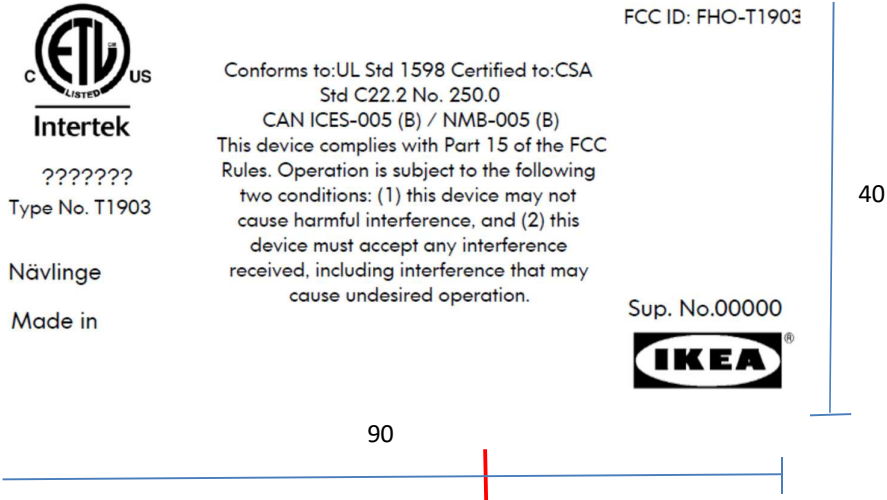 FCC ID: FHO-T1903
ETL CM
C US
LISTED
Intertek
???????
Type No. T1903
Nävlinge
Made in
Conforms to:UL Std 1598 Certified to:CSA
Std C22.2 No. 250.0
CAN ICES-005 (B) / NMB-005 (B)
This device complies with Part 15 of the FCC
Rules. Operation is subject to the following
two conditions: (1) this device may not
cause harmful interference, and (2) this
device must accept any interference
received, including interference that may
cause undesired operation.
Sup. No.00000
IKEA ®
40
90